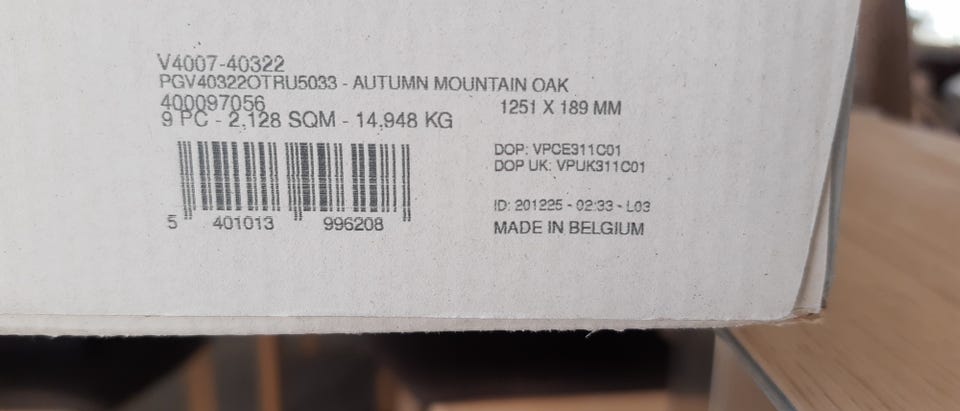 V4007-40322
PGV40322OTRU5033 - AUTUMN MOUNTAIN OAK
400097056
1251 X 189 MM
9 PC - 2,128 SQM - 14,948 KG
DOP: VPCE311C01
DOP UK: VPUK311C01
ID: 201225 - 02:33 - L03
5 401013 996208
MADE IN BELGIUM